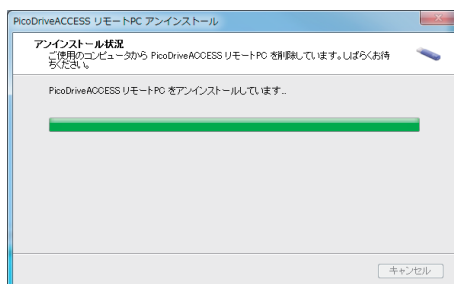 PicoDriveACCESS リモートPC アンインストール
アンインストール状況
ご使用のコンピュータから PicoDriveACCESS リモートPC を削除しています。しばらくお待
ちください。
PicoDriveACCESS リモートPC をアンインストールしています...
キャンセル